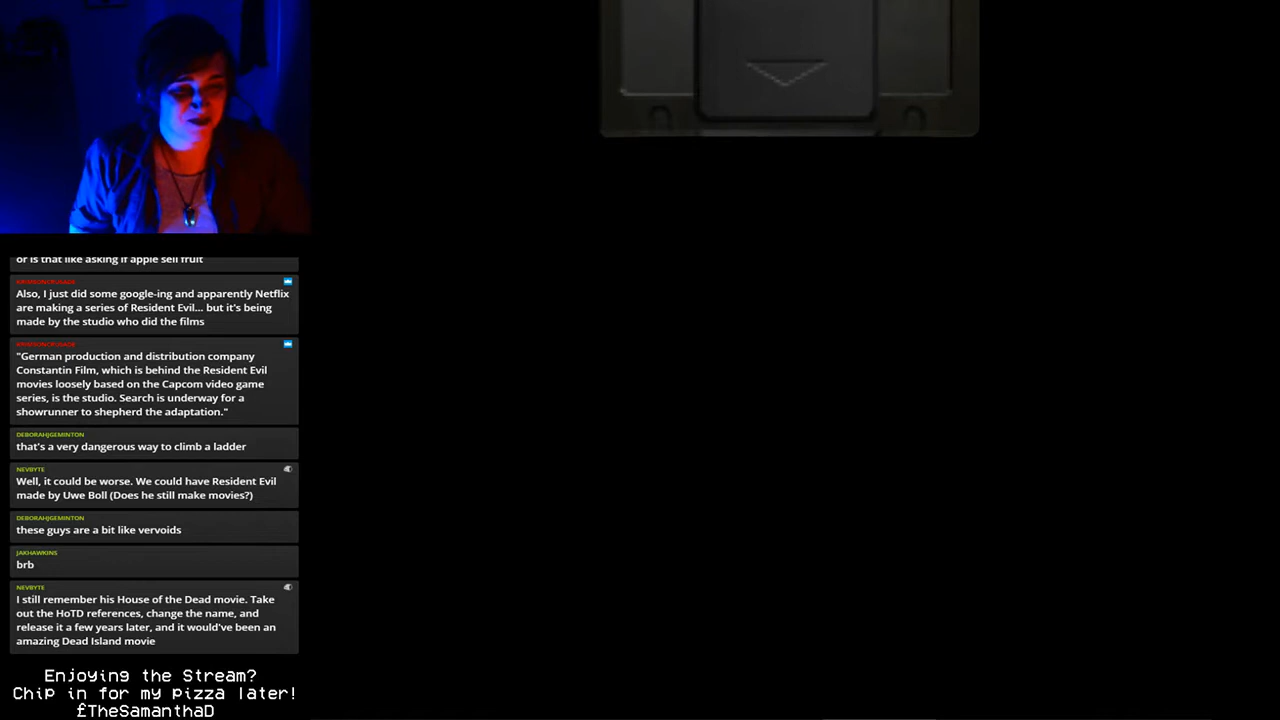 or is that like asking if apple sell fruit
Also, I just did some google-ing and apparently Netflix
are making a series of Resident Evil... but it's being
made by the studio who did the films
"German production and distribution company
Constantin Film, which is behind the Resident Evil
movies loosely based on the Capcom video game
series, is the studio. Search is underway for a
showrunner to shepherd the adaptation."
DEBORAHJGEMINTON
that's a very dangerous way to climb a ladder
NEVBYTE
Well, it could be worse. We could have Resident Evil
made by Uwe Boll (Does he still make movies?)
DEBORAHJGEMINTON
these guys are a bit like vervoids
JAKHAWKINS
brb
NEVBYTE
I still remember his House of the Dead movie. Take
out the HoTD references, change the name, and
release it a few years later, and it would've been an
amazing Dead Island movie
Enjoying the Stream?
Chip in for my pizza later!
£TheSamanthaD